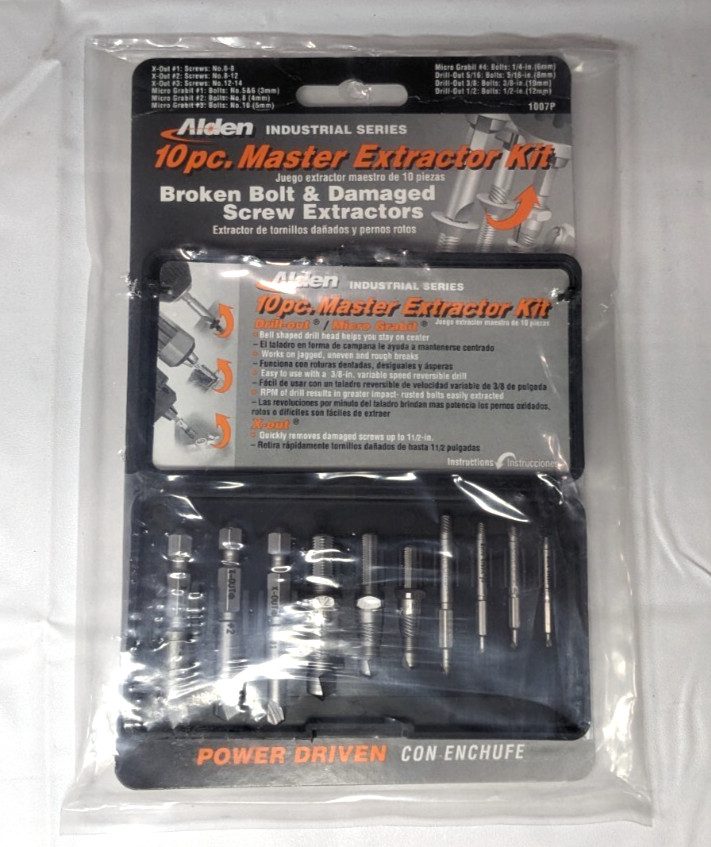 X-Out #1: Screws: No.6-8
X-Out #2: Screws: No.8-12
X-Out #3: Screws: No.12-14
Micro Grabit #1: Bolts: No.5&6 (3mm)
Micro Grabit #2: Bolts: No.8 (4mm)
Micro Grabit #3: Bolts: No.10 (5mm)
Micro Grabit #4: Bolts: 1/4-in.(6mm)
Drill-Out 5/16: Bolts: 5/16-in.(8mm)
Drill-Out 3/8: Bolts: 3/8-in.(10mm)
Drill-Out 1/2: Bolts: 1/2-in.(12mm)
1007P
Alden INDUSTRIAL SERIES
10pc. Master Extractor Kit
Juego extractor maestro de 10 piezas
Broken Bolt & Damaged
Screw Extractors
Extractor de tornillos dañados y pernos rotos
Alden INDUSTRIAL SERIES
10pc. Master Extractor Kit
Juego extractor maestro de 10 piezas
Drill-out® / Micro Grabit®
Bell shaped drill head helps you stay on center
– El taladro en forma de campana le ayuda a mantenerse centrado
Works on jagged, uneven and rough breaks
– Funciona con roturas dentadas, desiguales y ásperas
Easy to use with a 3/8-in. variable speed reversible drill
– Fácil de usar con un taladro reversible de velocidad variable de 3/8 de pulgada
RPM of drill results in greater impact- rusted bolts easily extracted
– Las revoluciones por minuto del taladro brindan mas potencia los pernos oxidados,
rotos o difíciles son fáciles de extraer
X-out®
Quickly removes damaged screws up to 11/2-in.
– Retira rápidamente tornillos dañados de hasta 11/2 pulgadas
Instructions Instrucciones
X-OUT® #2
X-OUT®
POWER DRIVEN CON ENCHUFE